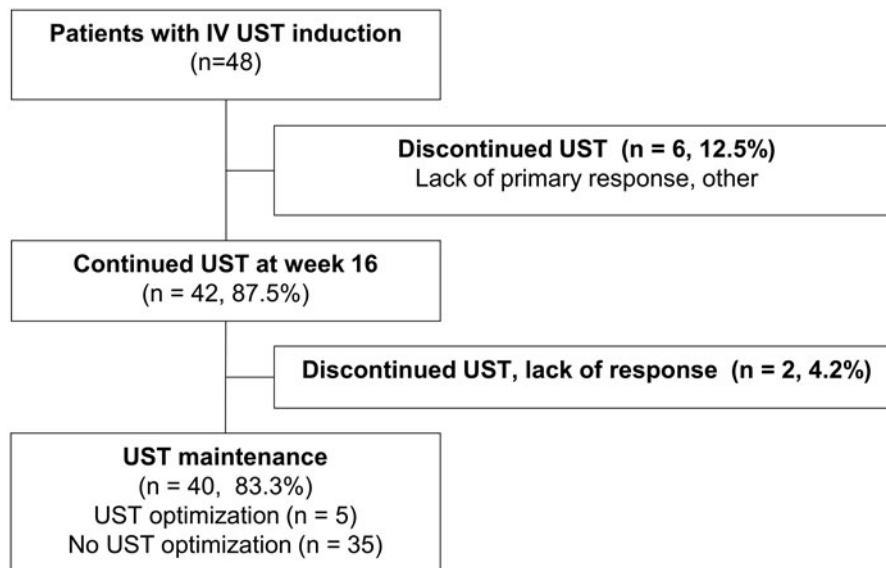 Patients with IV UST induction
(n=48)
Discontinued UST (n = 6, 12.5%)
Lack of primary response, other
Continued UST at week 16
(n = 42, 87.5%)
Discontinued UST, lack of response (n = 2, 4.2%)
UST maintenance
(n = 40, 83.3%)
UST optimization (n = 5)
No UST optimization (n = 35)